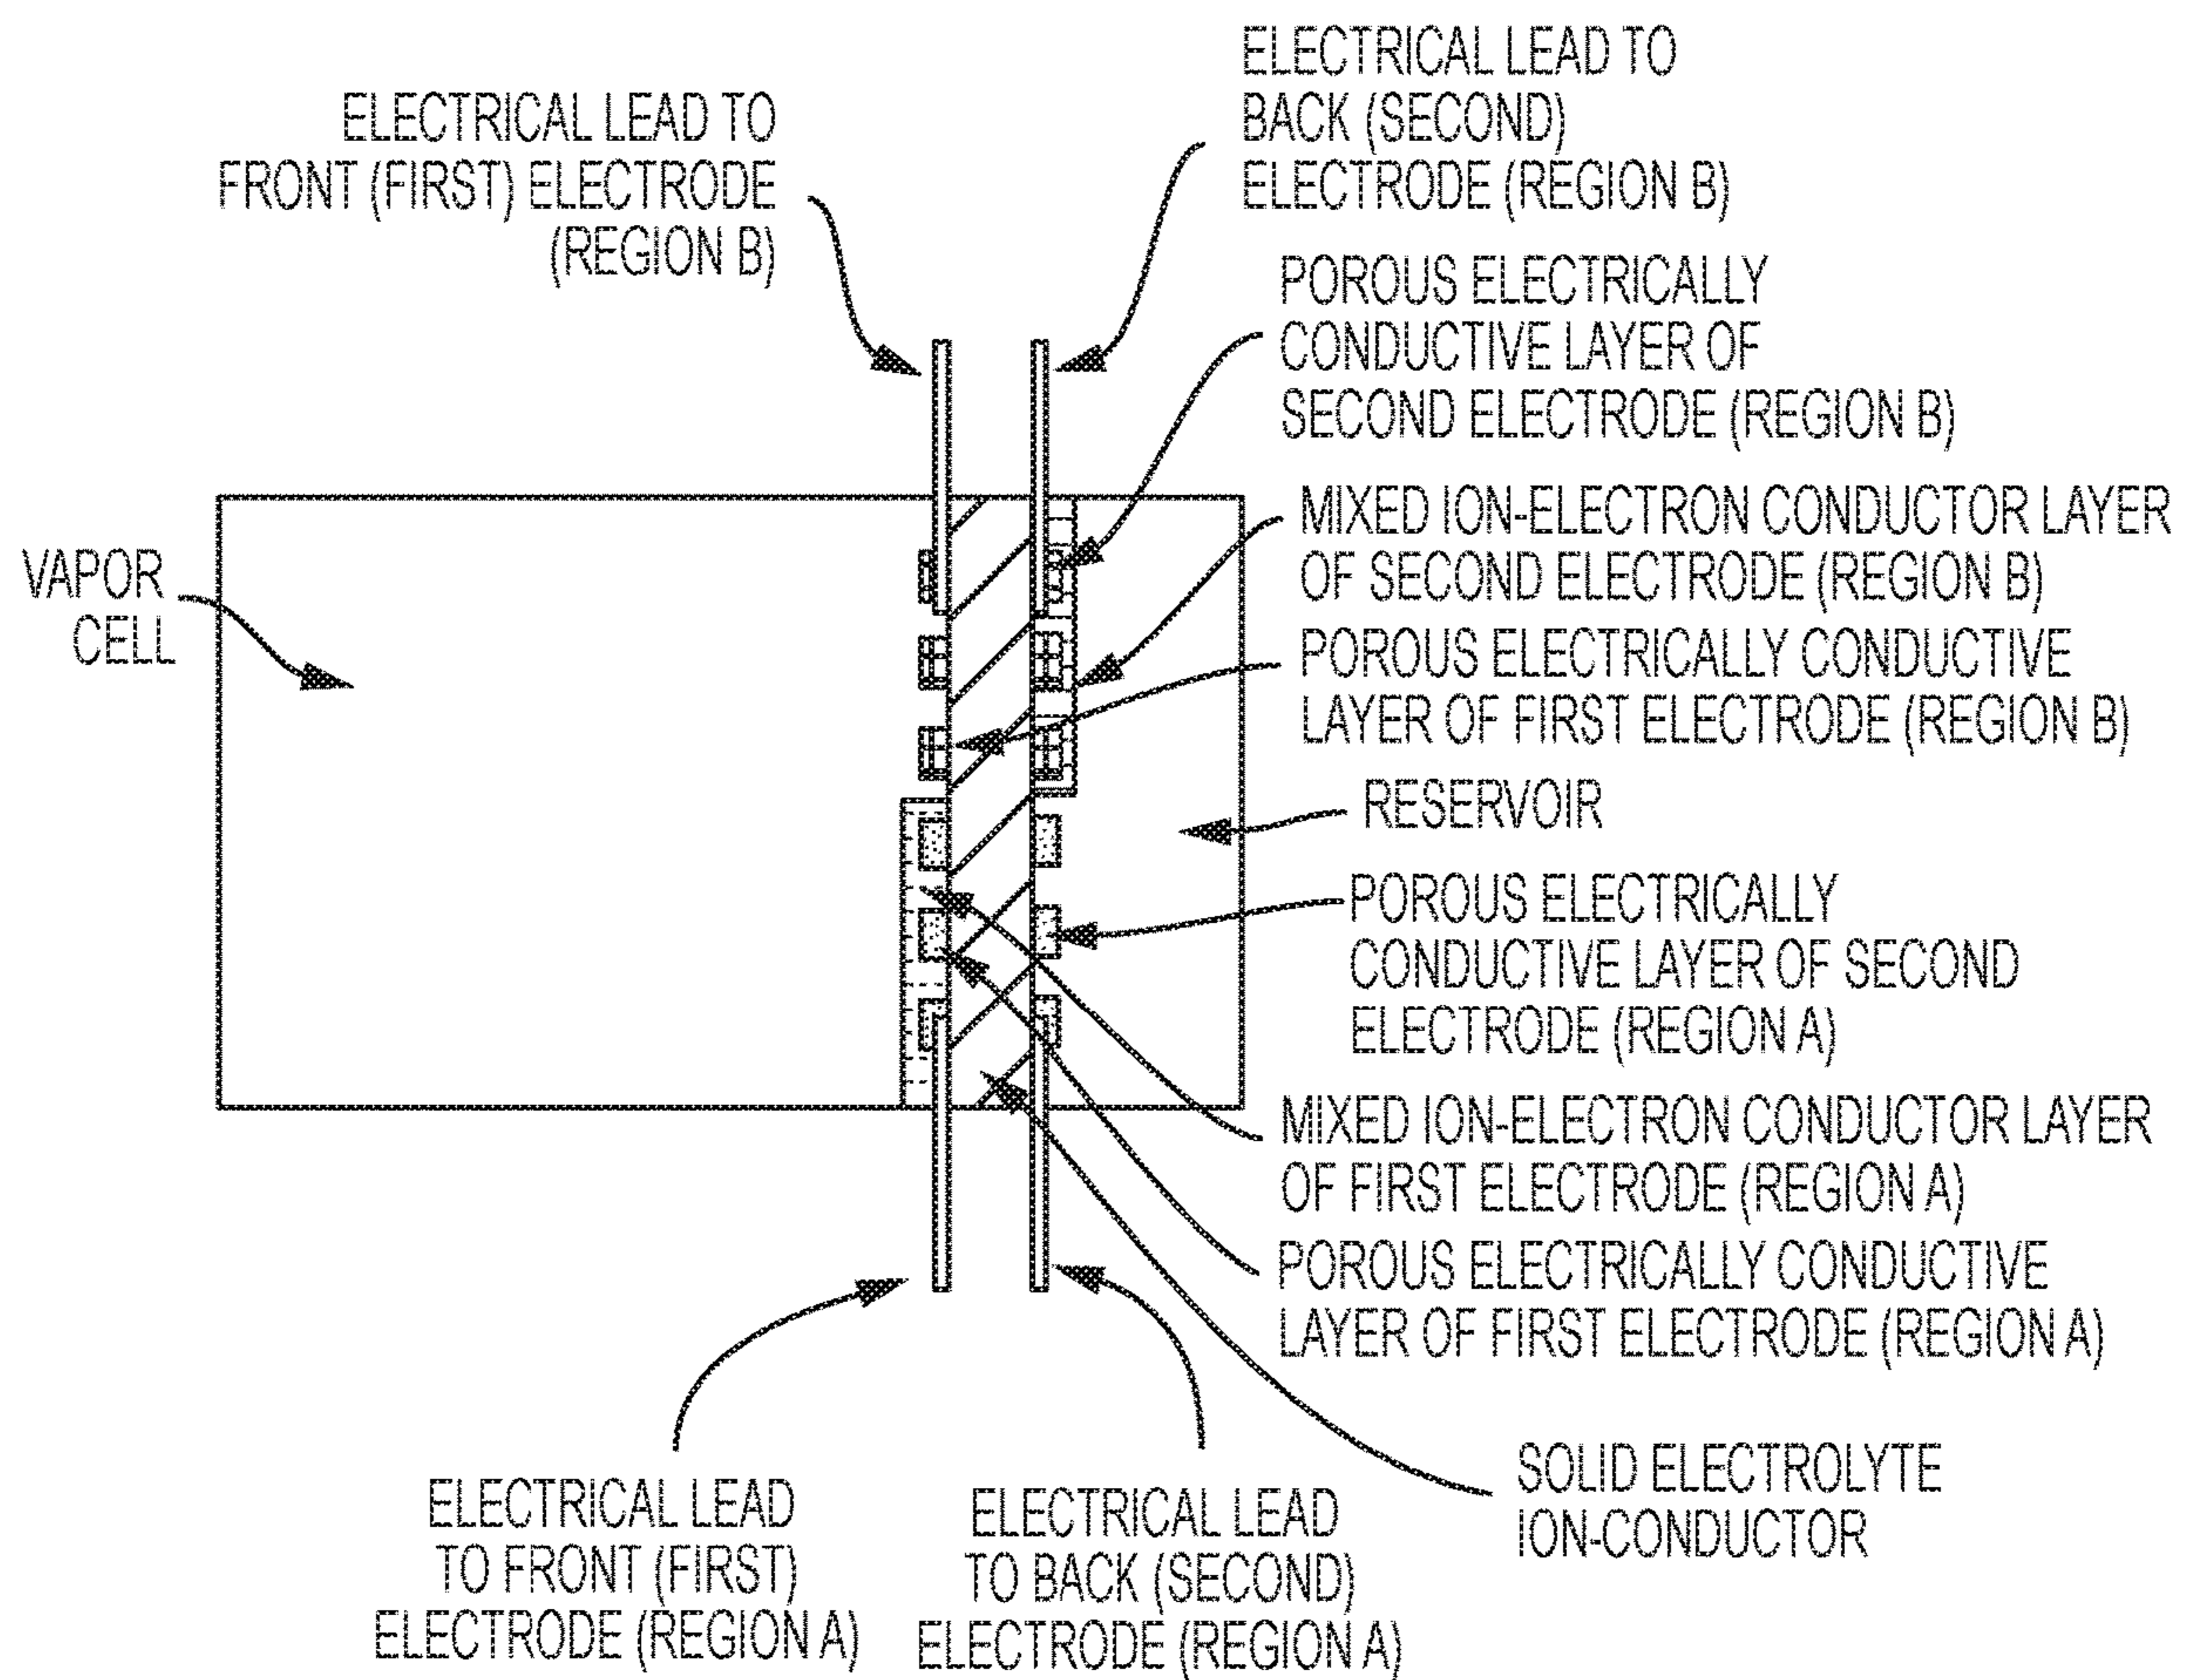 ELECTRICAL LEAD TO
FRONT (FIRST) ELECTRODE
(REGION B)
ELECTRICAL LEAD TO
BACK (SECOND)
ELECTRODE (REGION B)
POROUS ELECTRICALLY
CONDUCTIVE LAYER OF
SECOND ELECTRODE (REGION B)
MIXED ION-ELECTRON CONDUCTOR LAYER
OF SECOND ELECTRODE (REGION B)
VAPOR
CELL
POROUS ELECTRICALLY CONDUCTIVE
LAYER OF FIRST ELECTRODE (REGION B)
RESERVOIR
POROUS ELECTRICALLY
CONDUCTIVE LAYER OF SECOND
ELECTRODE (REGION A)
MIXED ION-ELECTRON CONDUCTOR LAYER
OF FIRST ELECTRODE (REGION A)
POROUS ELECTRICALLY CONDUCTIVE
LAYER OF FIRST ELECTRODE (REGION A)
SOLID ELECTROLYTE
ION-CONDUCTOR
ELECTRICAL LEAD
TO FRONT (FIRST)
ELECTRODE (REGION A)
ELECTRICAL LEAD
TO BACK (SECOND)
ELECTRODE (REGION A)